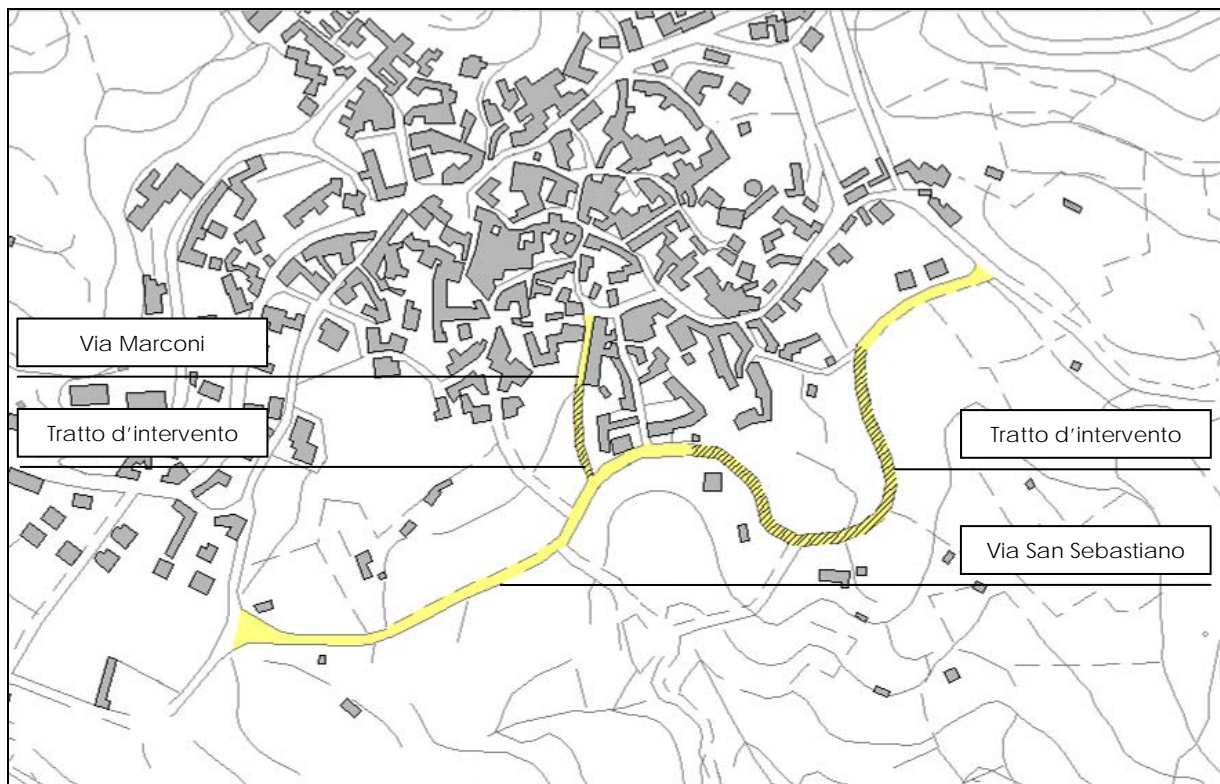 Via Marconi
Tratto d'intervento
Tratto d'intervento
Via San Sebastiano